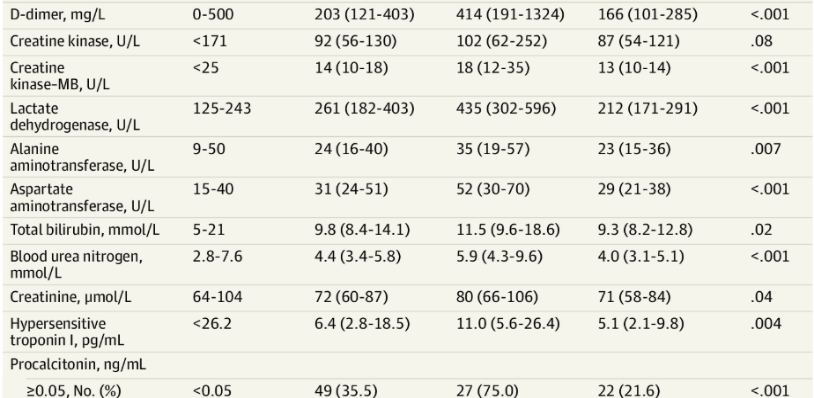 D-dimer, mg/L 0-500 203 (121-403) 414 (191-1324) 166 (101-285) <.001
Creatine kinase, U/L <171 92 (56-130) 102 (62-252) 87 (54-121) .08
Creatine
kinase–MB, U/L <25 14 (10-18) 18 (12-35) 13 (10-14) <.001
Lactate
dehydrogenase, U/L 125-243 261 (182-403) 435 (302-596) 212 (171-291) <.001
Alanine
aminotransferase, U/L 9-50 24 (16-40) 35 (19-57) 23 (15-36) .007
Aspartate
aminotransferase, U/L 15-40 31 (24-51) 52 (30-70) 29 (21-38) <.001
Total bilirubin, mmol/L 5-21 9.8 (8.4-14.1) 11.5 (9.6-18.6) 9.3 (8.2-12.8) .02
Blood urea nitrogen,
mmol/L 2.8-7.6 4.4 (3.4-5.8) 5.9 (4.3-9.6) 4.0 (3.1-5.1) <.001
Creatinine, μmol/L 64-104 72 (60-87) 80 (66-106) 71 (58-84) .04
Hypersensitive
troponin I, pg/mL <26.2 6.4 (2.8-18.5) 11.0 (5.6-26.4) 5.1 (2.1-9.8) .004
Procalcitonin, ng/mL
≥0.05, No. (%) <0.05 49 (35.5) 27 (75.0) 22 (21.6) <.001